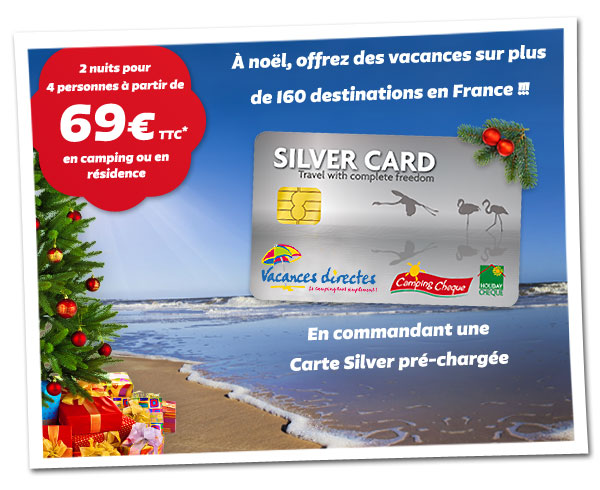 2 nuits pour
4 personnes à partir de
69€ TTC*
en camping ou en
résidence
À noël, offrez des vacances sur plus
de 160 destinations en France !!!
SILVER CARD
Travel with complete freedom
Vacances directes
Le camping tout simplement !
Camping Cheque
HOLIDAY
CHEQUE
En commandant une
Carte Silver pré-chargée